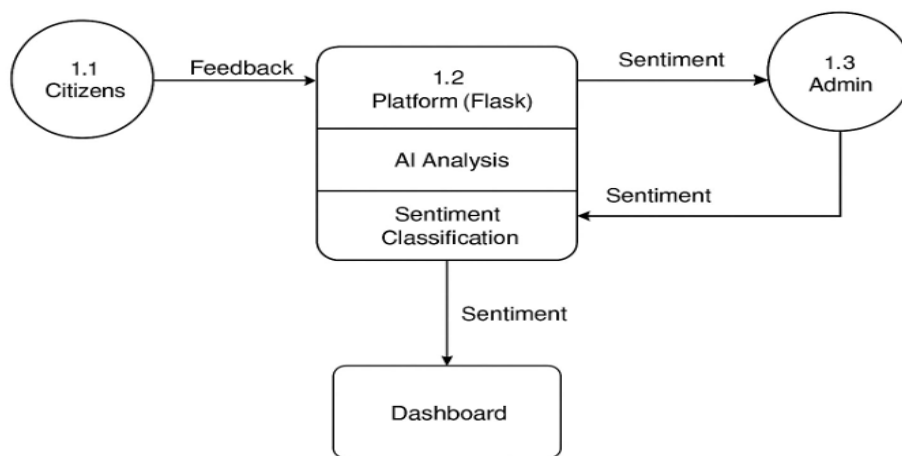 1.1
Citizens
Feedback
1.2
Platform (Flask)
Sentiment
1.3
Admin
AI Analysis
Sentiment
Sentiment
Classification
Sentiment
Dashboard